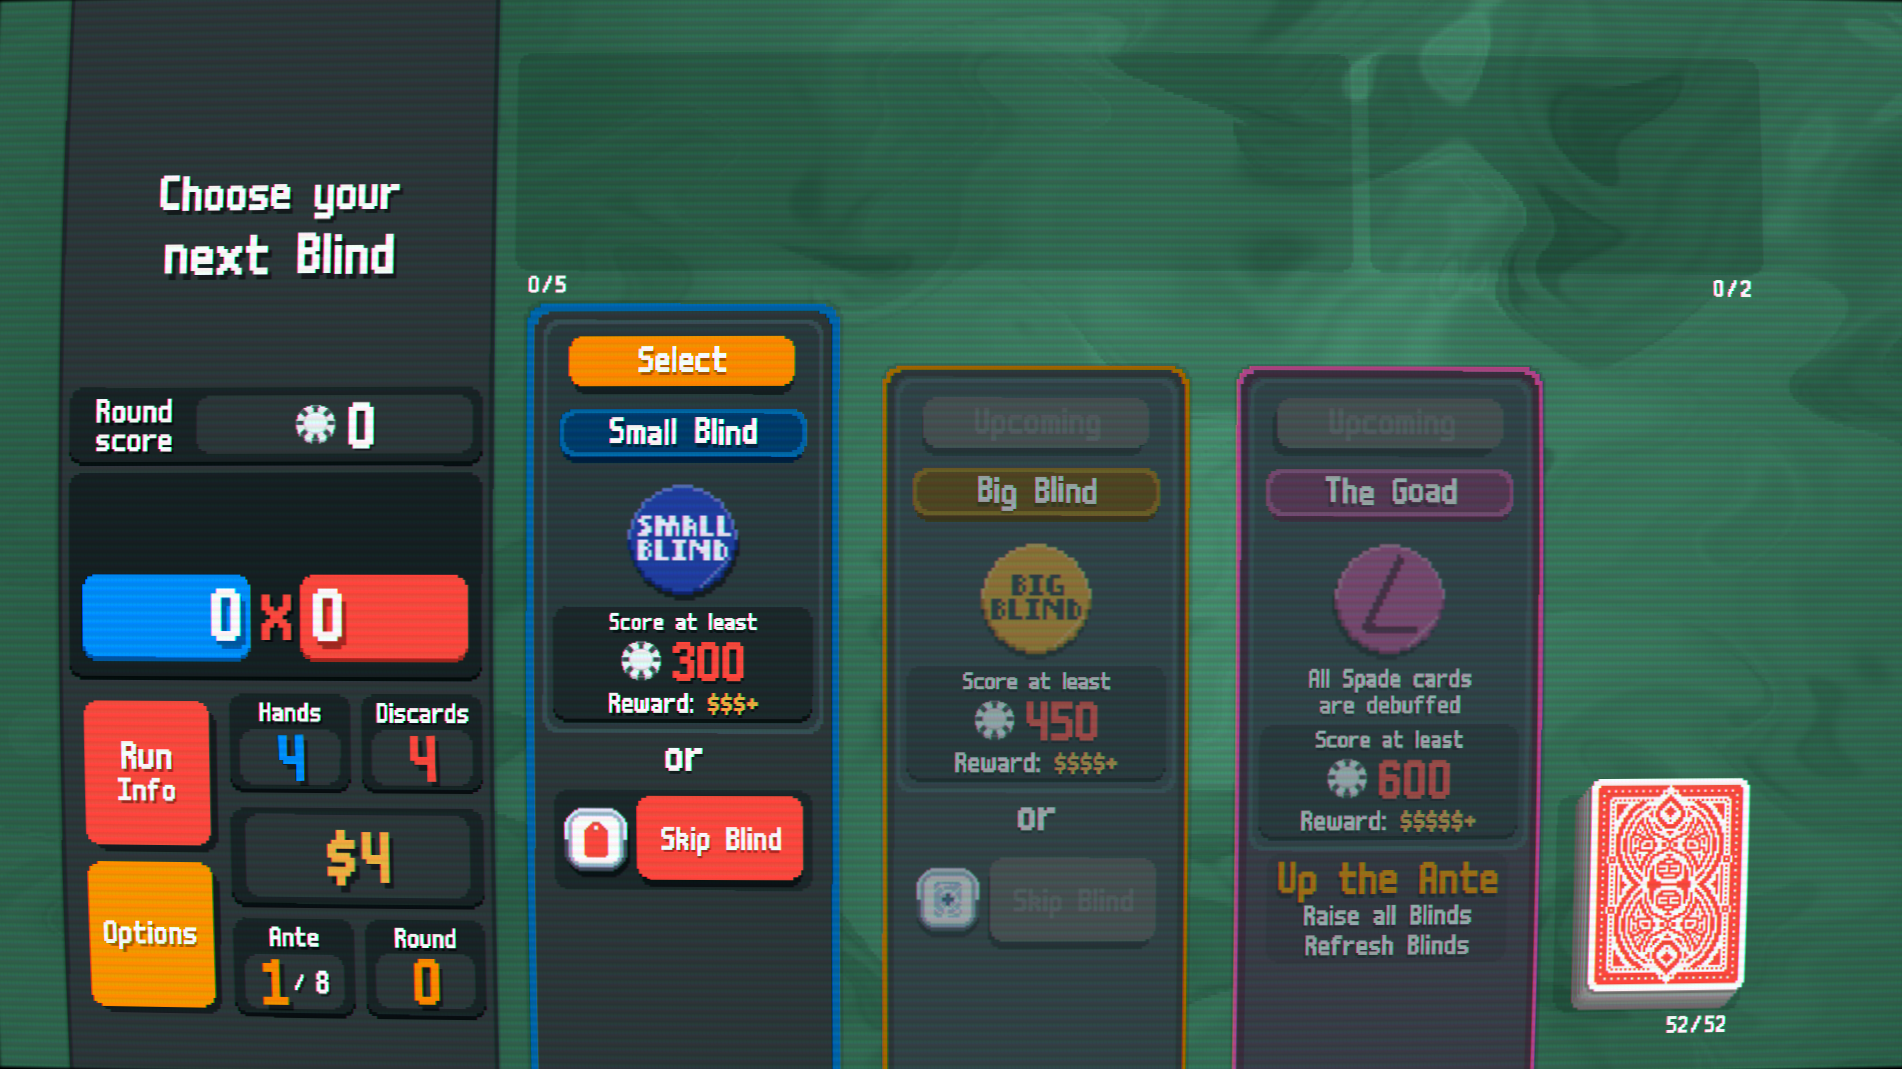 Choose your
next Blind
Round
score
0
0 X 0
Run
Info
Hands
4
Discards
4
$4
Options
Ante
1 / 8
Round
0
0/5
0/2
Select
Small Blind
SMALL
BLIND
Score at least
300
Reward: $$$+
or
Skip Blind
Upcoming
Big Blind
BIG
BLIND
Score at least
450
Reward: $$$$+
or
Skip Blind
Upcoming
The Goad
All Spade cards
are debuffed
Score at least
600
Reward: $$$$$+
Up the Ante
Raise all Blinds
Refresh Blinds
52/52